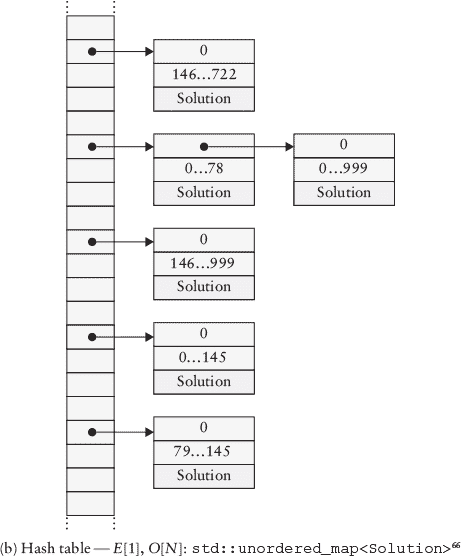 0
146…722
Solution
0
0…78
0…999
Solution
Solution
0
146…999
Solution
0
0…145
Solution
0
79…145
Solution
(b) Hash table — E[1], O[N]: std::unordered_map<Solution>⁶⁶